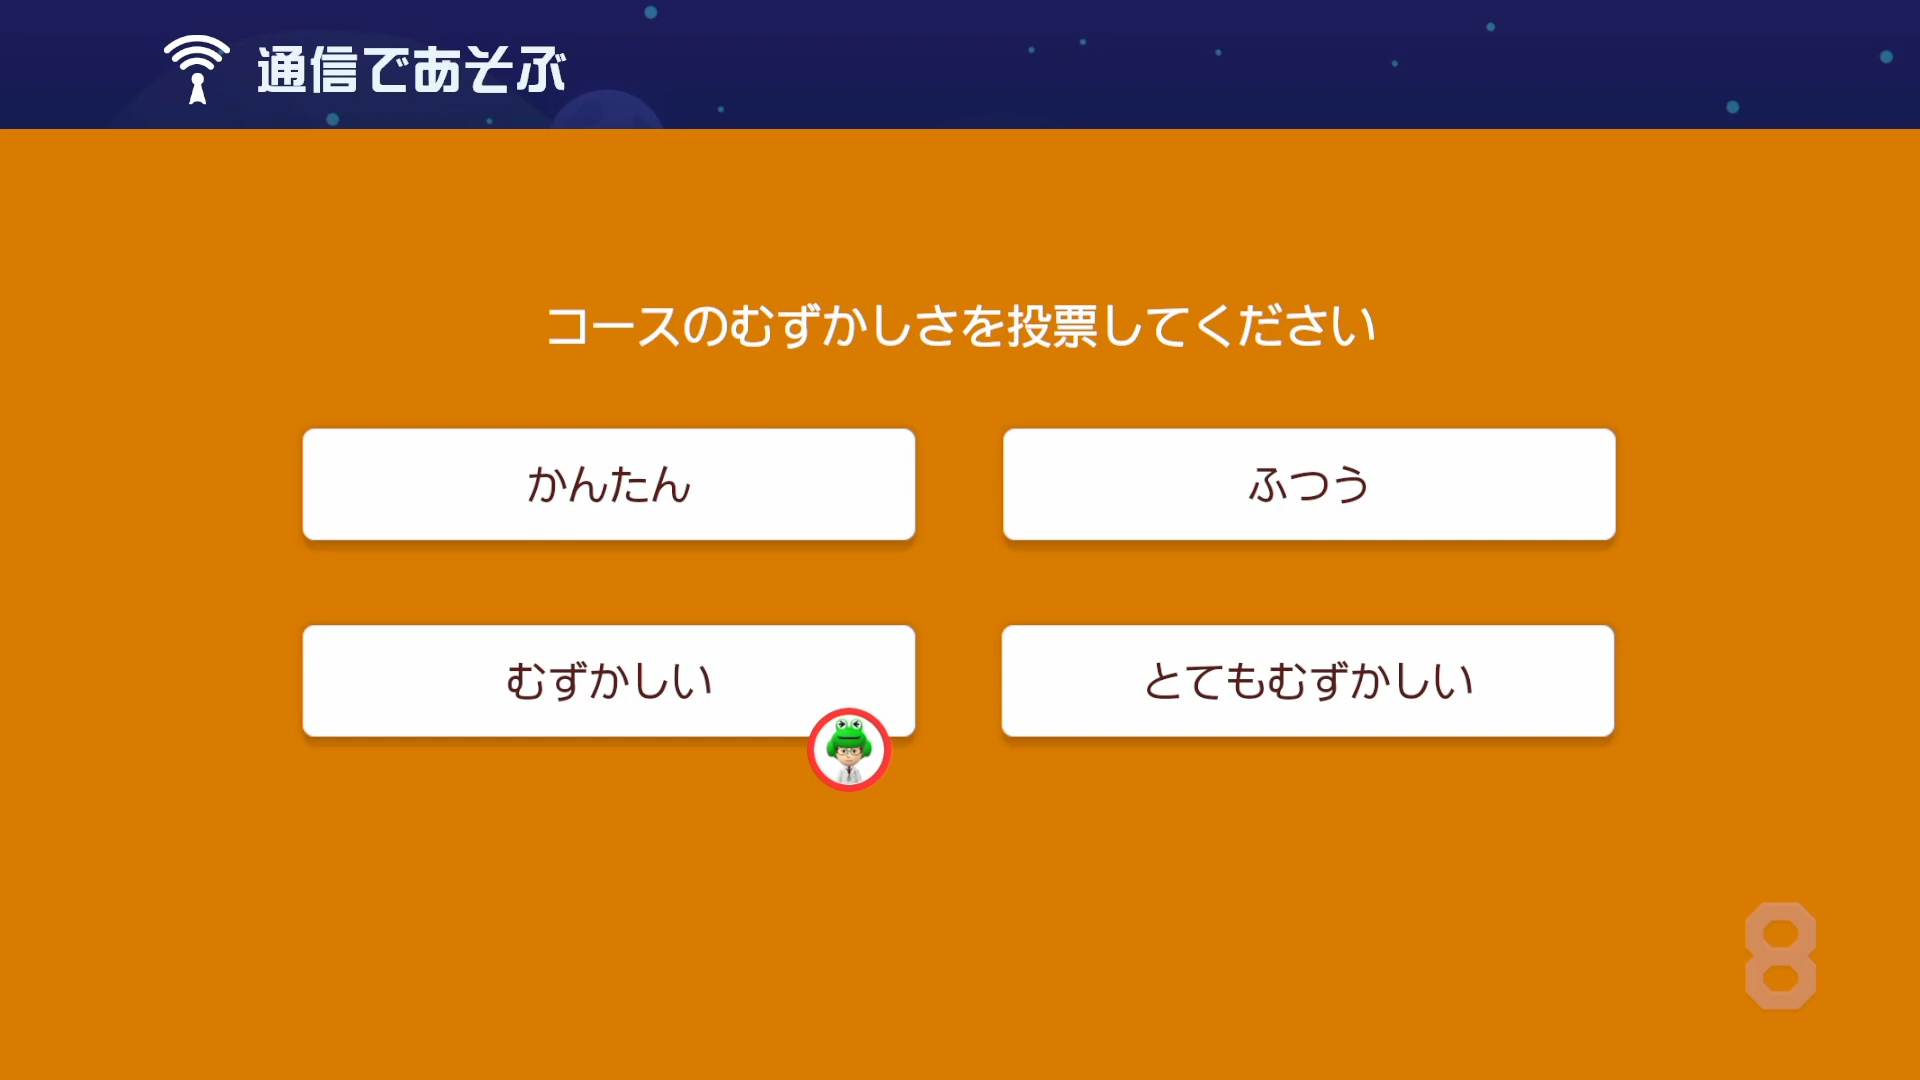 通信であそぶ
コースのむずかしさを投票してください
かんたん
ふつう
むずかしい
とてもむずかしい
8